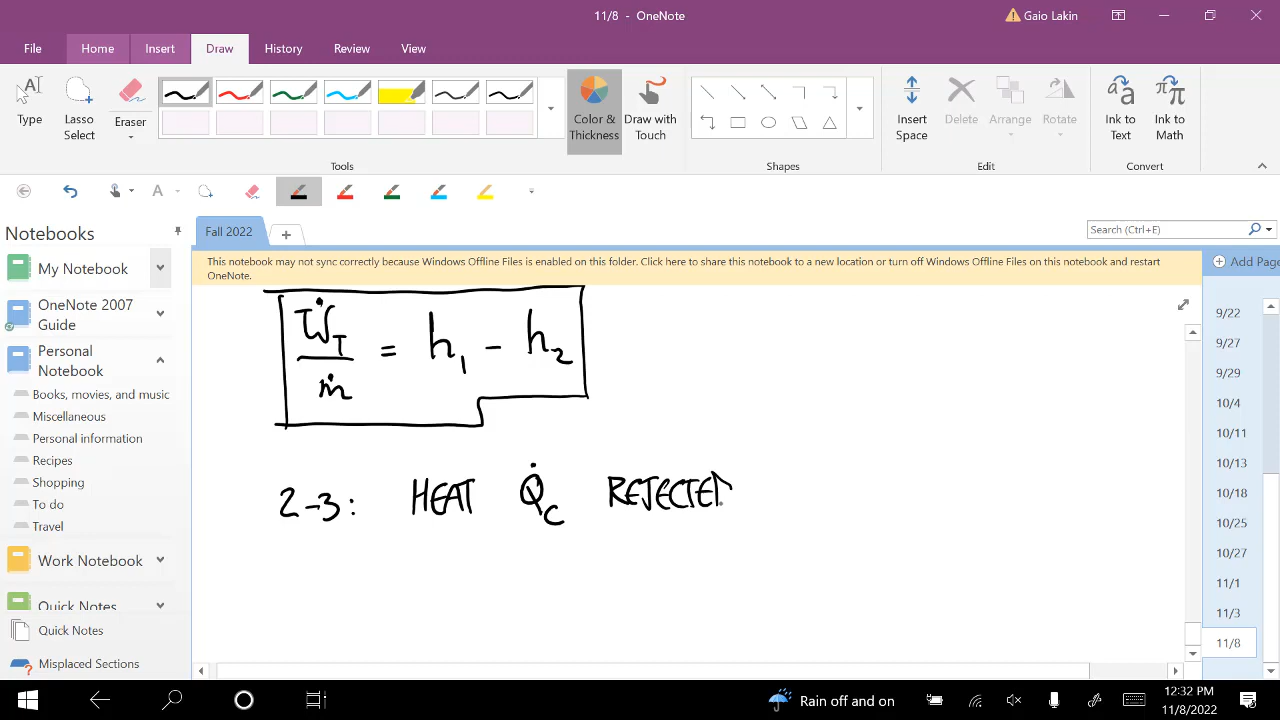 11/8 - OneNote
Gaio Lakin
File Home Insert Draw History Review View
Type
Lasso Select
Eraser
Color & Thickness
Draw with Touch
Insert Space
Delete
Arrange
Rotate
Ink to Text
Ink to Math
Tools
Shapes
Edit
Convert
Notebooks
Fall 2022
Search (Ctrl+E)
My Notebook
OneNote 2007 Guide
Personal Notebook
Books, movies, and music
Miscellaneous
Personal information
Recipes
Shopping
To do
Travel
Work Notebook
Quick Notes
Quick Notes
Misplaced Sections
This notebook may not sync correctly because Windows Offline Files is enabled on this folder. Click here to share this notebook to a new location or turn off Windows Offline Files on this notebook and restart
OneNote.
Ẇ_T / ṁ = h₁ - h₂
2-3: HEAT Q̇_C REJECTED
Add Page
9/22
9/27
9/29
10/4
10/11
10/13
10/18
10/25
10/27
11/1
11/3
11/8
Rain off and on
12:32 PM
11/8/2022